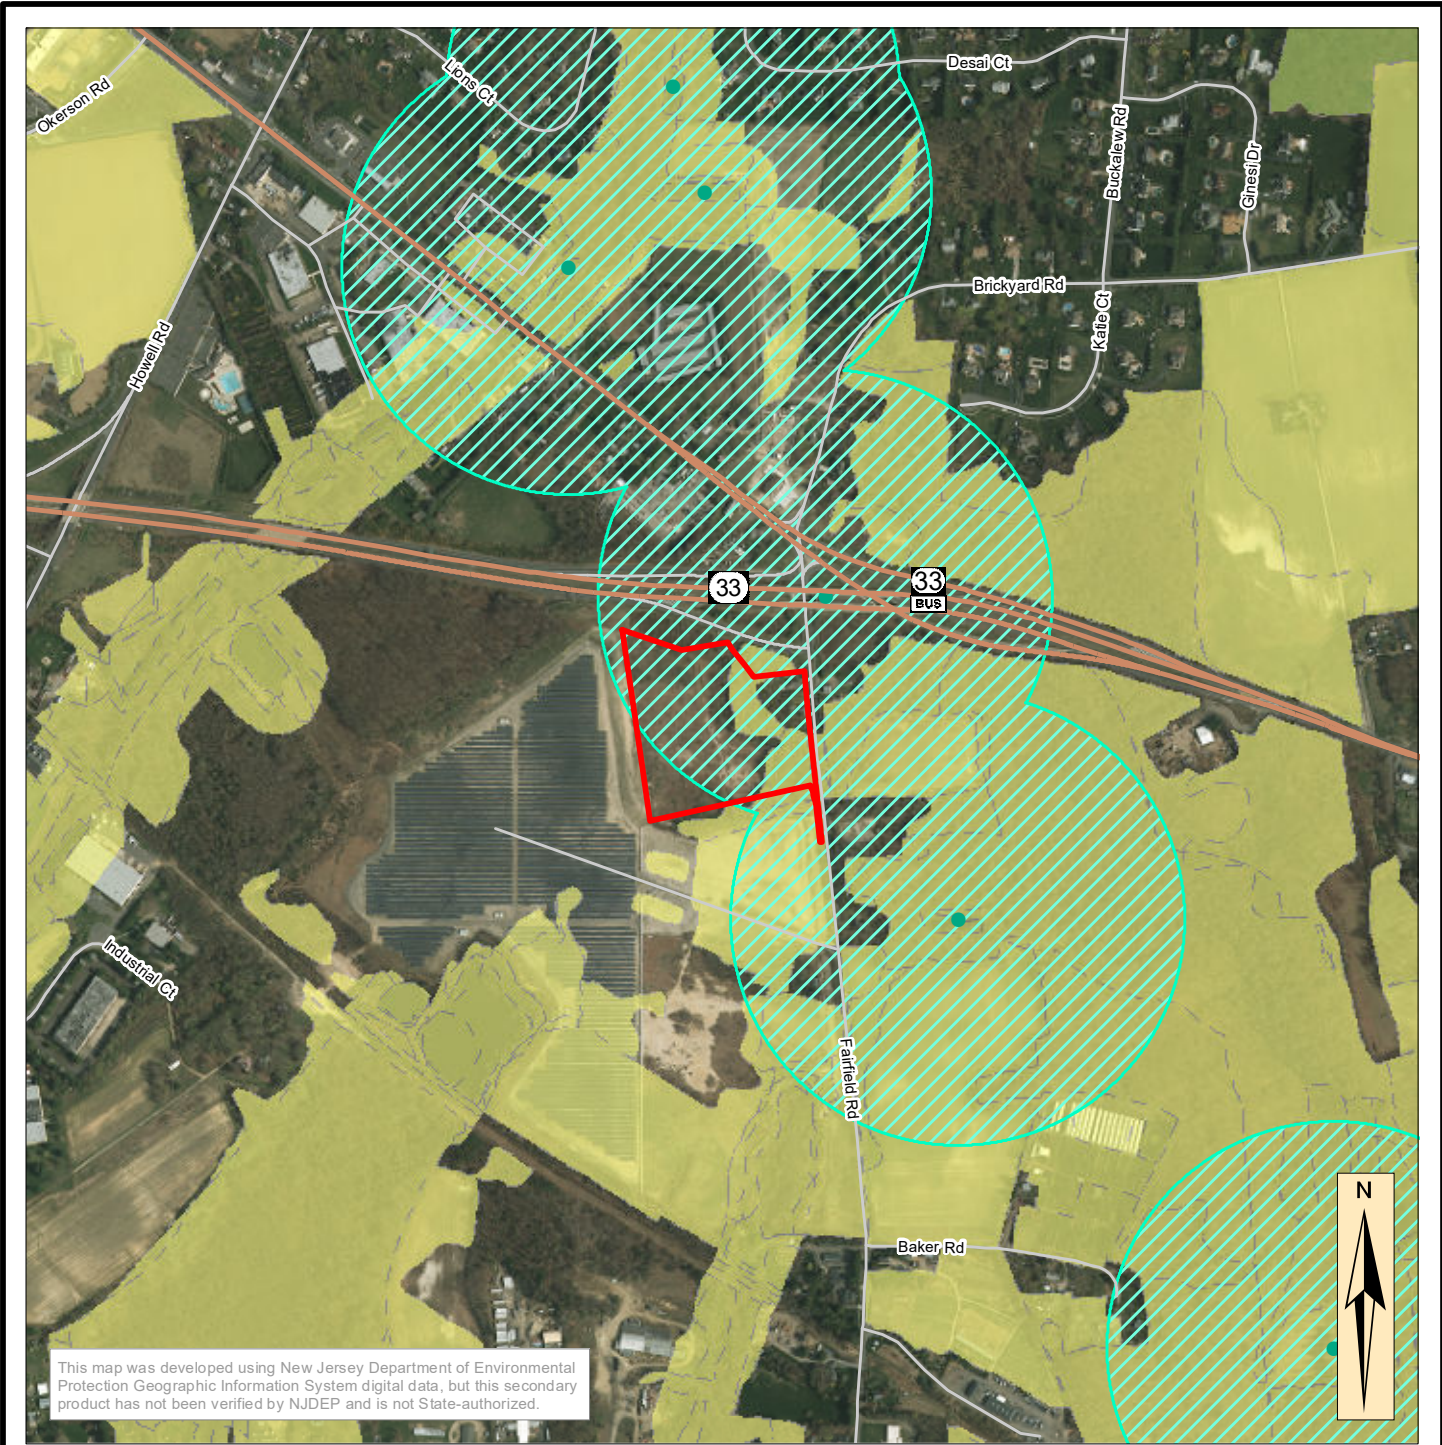 Okerson Rd
Lions Ct
Desai Ct
Buckalew Rd
Ginesi Dr
Brickyard Rd
Katie Ct
Howell Rd
33
33
BUS
Industrial Ct
Fairfield Rd
Baker Rd
N
This map was developed using New Jersey Department of Environmental
Protection Geographic Information System digital data, but this secondary
product has not been verified by NJDEP and is not State-authorized.